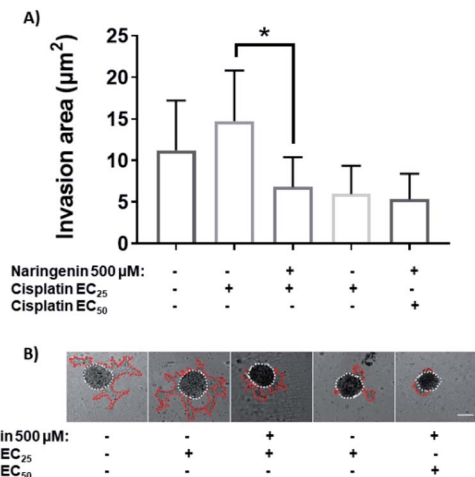 A)
Invasion area (µm²)
25
20
15
10
5
0
*
Naringenin 500 µM: - - + - +
Cisplatin EC25 - + + + -
Cisplatin EC50 - - - - +
B)
in 500 µM: - - + - +
EC25 - + + + -
EC50 - - - - +